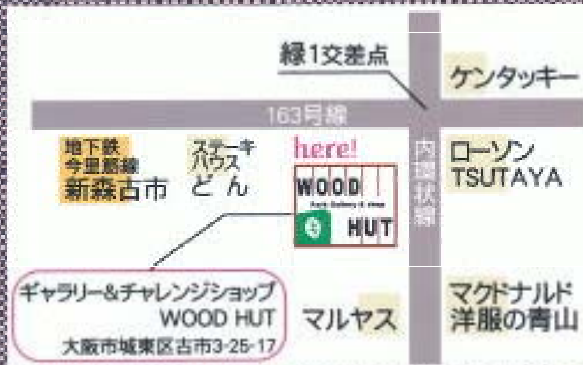 緑1交差点
ケンタッキー
163号線
地下鉄
今里筋線
新森古市
ステーキ
ハウス
どん
here!
WOOD
HUT
内環状線
ローソン
TSUTAYA
ギャラリー&チャレンジショップ
WOOD HUT
大阪市城東区古市3-25-17
マルヤス
マクドナルド
洋服の青山